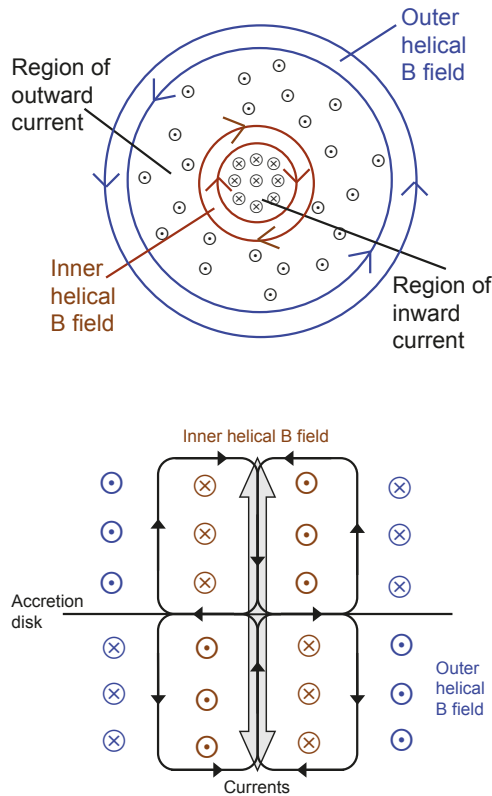 Outer
helical
B field
Region of
outward
current
Inner
helical
B field
Region of
inward
current
Inner helical B field
Accretion
disk
Outer
helical
B field
Currents